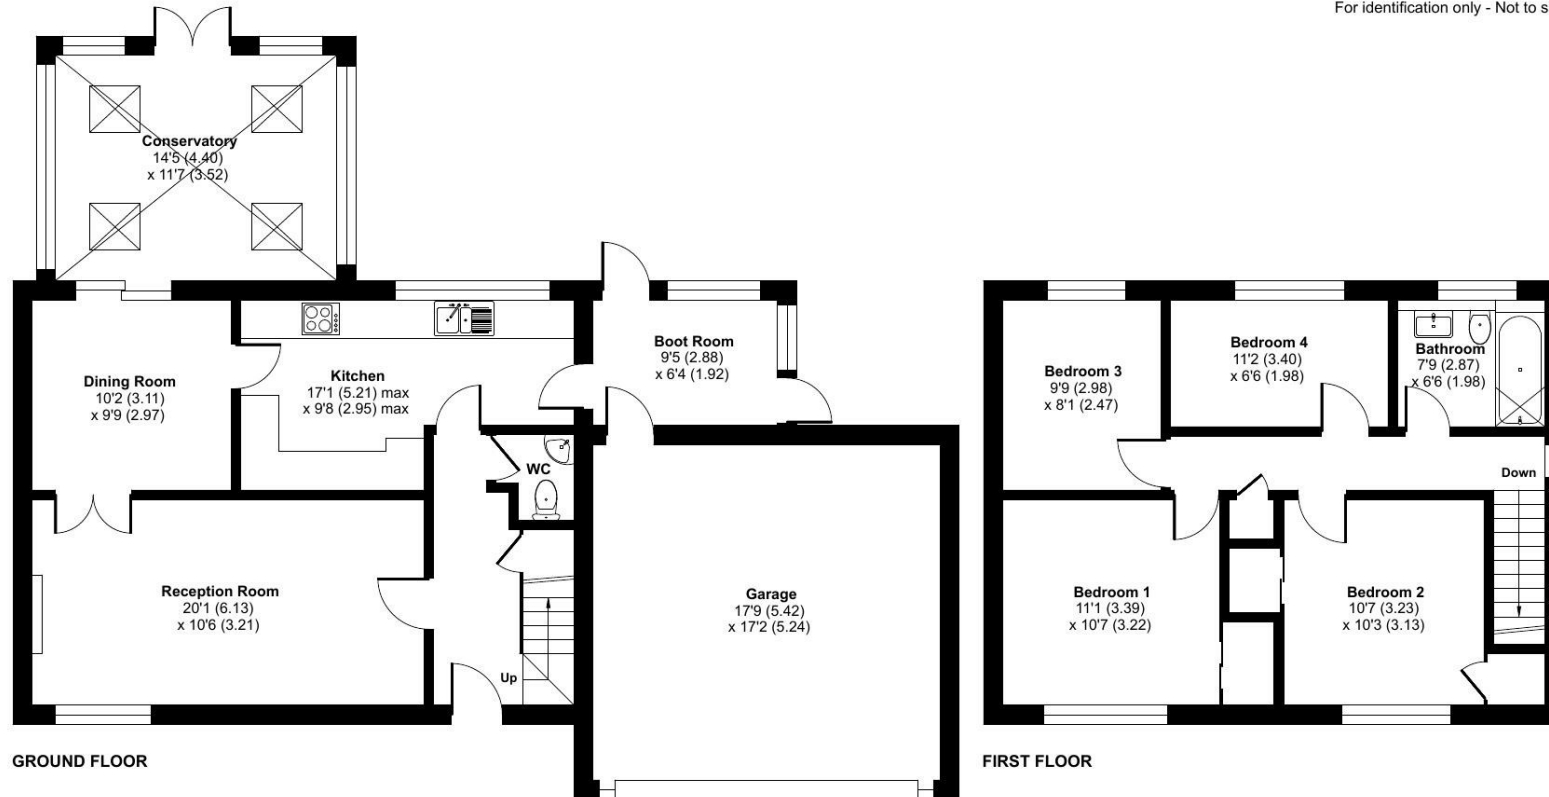 For identification only - Not to s
Conservatory
14'5 (4.40)
x 11'7 (3.52)
Dining Room
10'2 (3.11)
x 9'9 (2.97)
Kitchen
17'1 (5.21) max
x 9'8 (2.95) max
Boot Room
9'5 (2.88)
x 6'4 (1.92)
WC
Reception Room
20'1 (6.13)
x 10'6 (3.21)
Up
Garage
17'9 (5.42)
x 17'2 (5.24)
GROUND FLOOR
Bedroom 3
9'9 (2.98)
x 8'1 (2.47)
Bedroom 4
11'2 (3.40)
x 6'6 (1.98)
Bathroom
7'9 (2.87)
x 6'6 (1.98)
Down
Bedroom 1
11'1 (3.39)
x 10'7 (3.22)
Bedroom 2
10'7 (3.23)
x 10'3 (3.13)
FIRST FLOOR